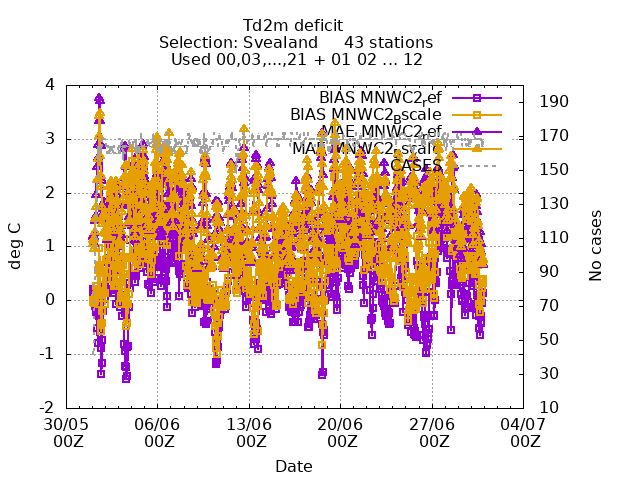 Td2m deficit
Selection: Svealand 43 stations
Used 00,03,...,21 + 01 02 ... 12
BIAS MNWC2_ref
BIAS MNWC2_Bscale
MAE MNWC2_ref
MAE MNWC2_scale
CASES
deg C
4
3
2
1
0
-1
-2
No cases
190
170
150
130
110
90
70
50
30
10
30/05 06/06 13/06 20/06 27/06 04/07
00Z 00Z 00Z 00Z 00Z 00Z
Date